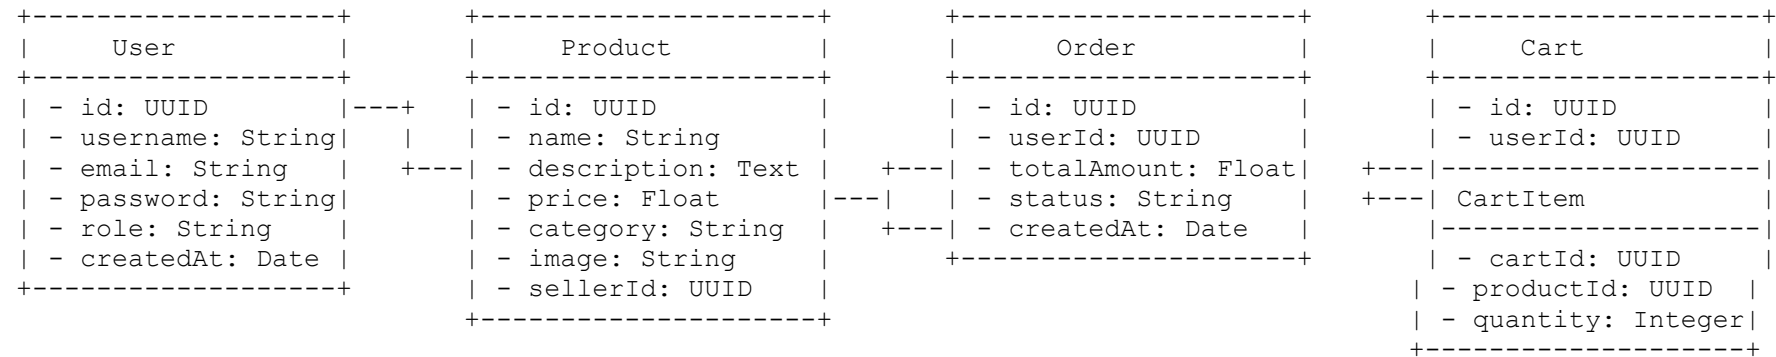 +-------------------+ +---------------------+ +---------------------+ +--------------------+
| User | | Product | | Order | | Cart |
+-------------------+ +---------------------+ +---------------------+ +--------------------+
| - id: UUID |---+ | - id: UUID | | - id: UUID | | - id: UUID |
| - username: String| | | - name: String | | - userId: UUID | | - userId: UUID |
| - email: String | +---| - description: Text | +---| - totalAmount: Float| +---|--------------------|
| - password: String| | - price: Float |---| | - status: String | +---| CartItem |
| - role: String | | - category: String | +---| - createdAt: Date | |--------------------|
| - createdAt: Date | | - image: String | +---------------------+ | - cartId: UUID |
+-------------------+ | - sellerId: UUID | | - productId: UUID |
+---------------------+ | - quantity: Integer|
+--------------------+